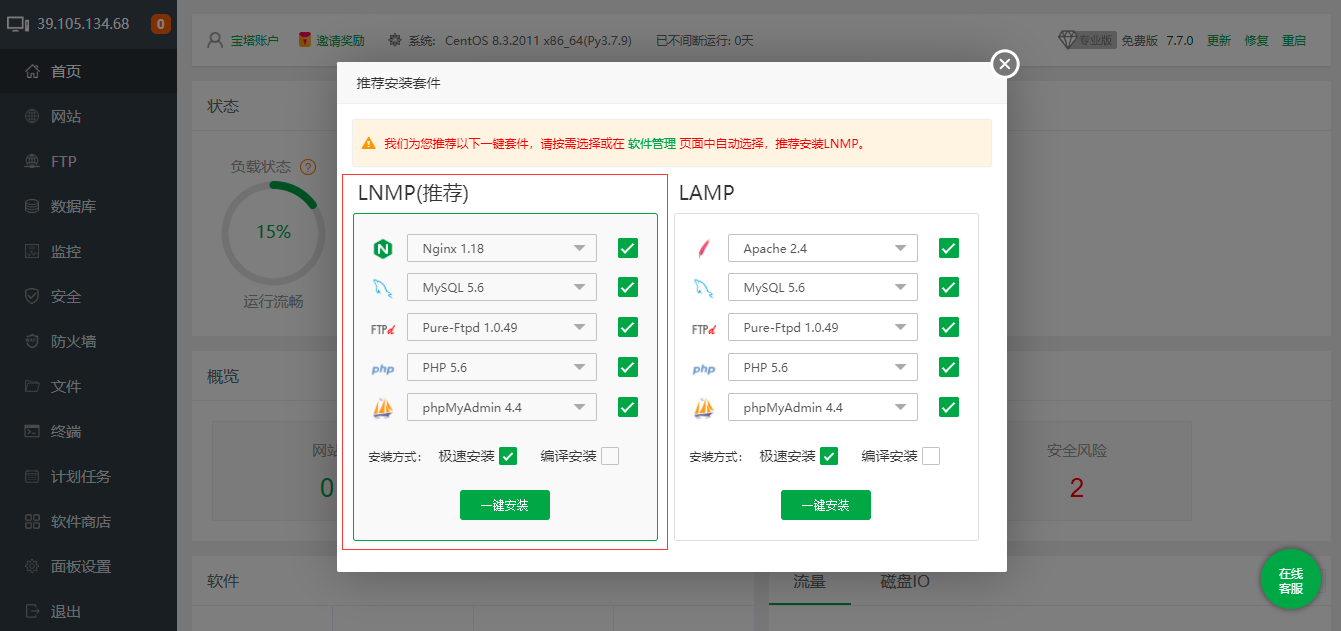 39.105.134.68 0
首页
网站
FTP
数据库
监控
安全
防火墙
文件
终端
计划任务
软件商店
面板设置
退出
宝塔账户 邀请奖励 系统: CentOS 8.3.2011 x86_64(Py3.7.9) 已不间断运行: 0天 专业版 免费版 7.7.0 更新 修复 重启
状态
负载状态 ?
15%
运行流畅
概览
网站
0
安全风险
2
软件
流量 磁盘IO
推荐安装套件
我们为您推荐以下一键套件，请按需选择或在 软件管理 页面中自动选择，推荐安装LNMP。
LNMP(推荐)
Nginx 1.18
MySQL 5.6
FTPd Pure-Ftpd 1.0.49
php PHP 5.6
phpMyAdmin 4.4
安装方式: 极速安装 编译安装
一键安装
LAMP
Apache 2.4
MySQL 5.6
FTPd Pure-Ftpd 1.0.49
php PHP 5.6
phpMyAdmin 4.4
安装方式: 极速安装 编译安装
一键安装
在线
客服